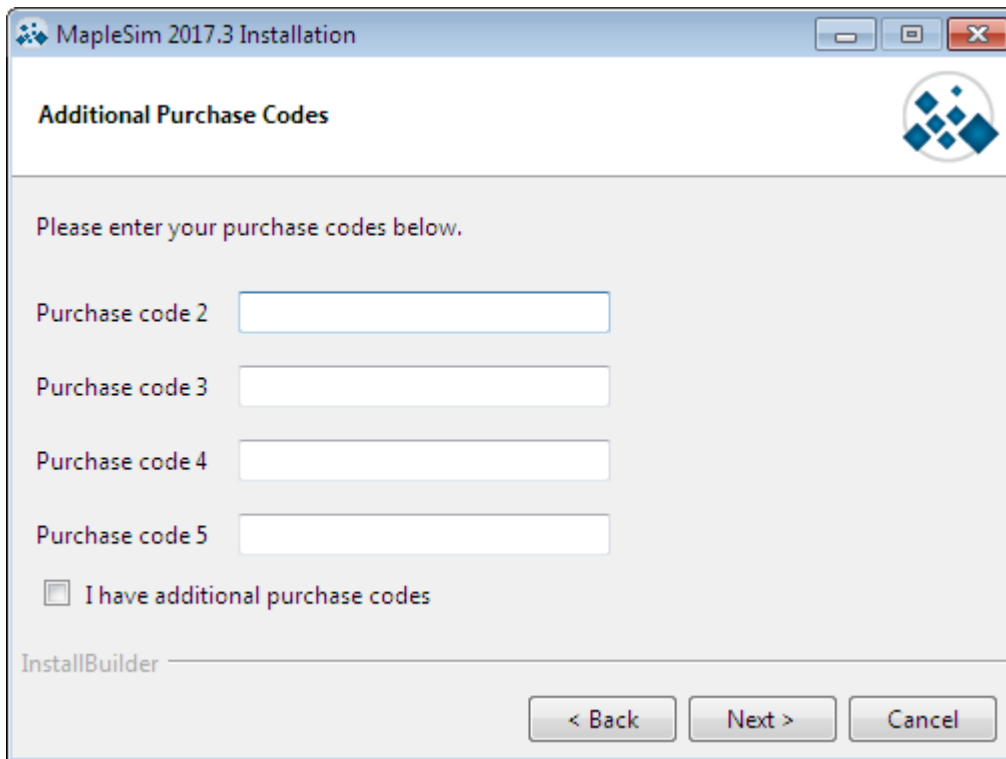 MapleSim 2017.3 Installation
Additional Purchase Codes
Please enter your purchase codes below.
Purchase code 2
Purchase code 3
Purchase code 4
Purchase code 5
I have additional purchase codes
InstallBuilder
< Back Next > Cancel